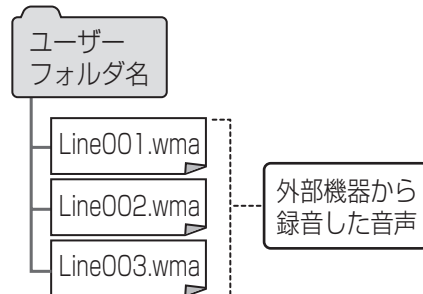 ユーザー
フォルダ名
Line001.wma
Line002.wma
Line003.wma
外部機器から
録音した音声